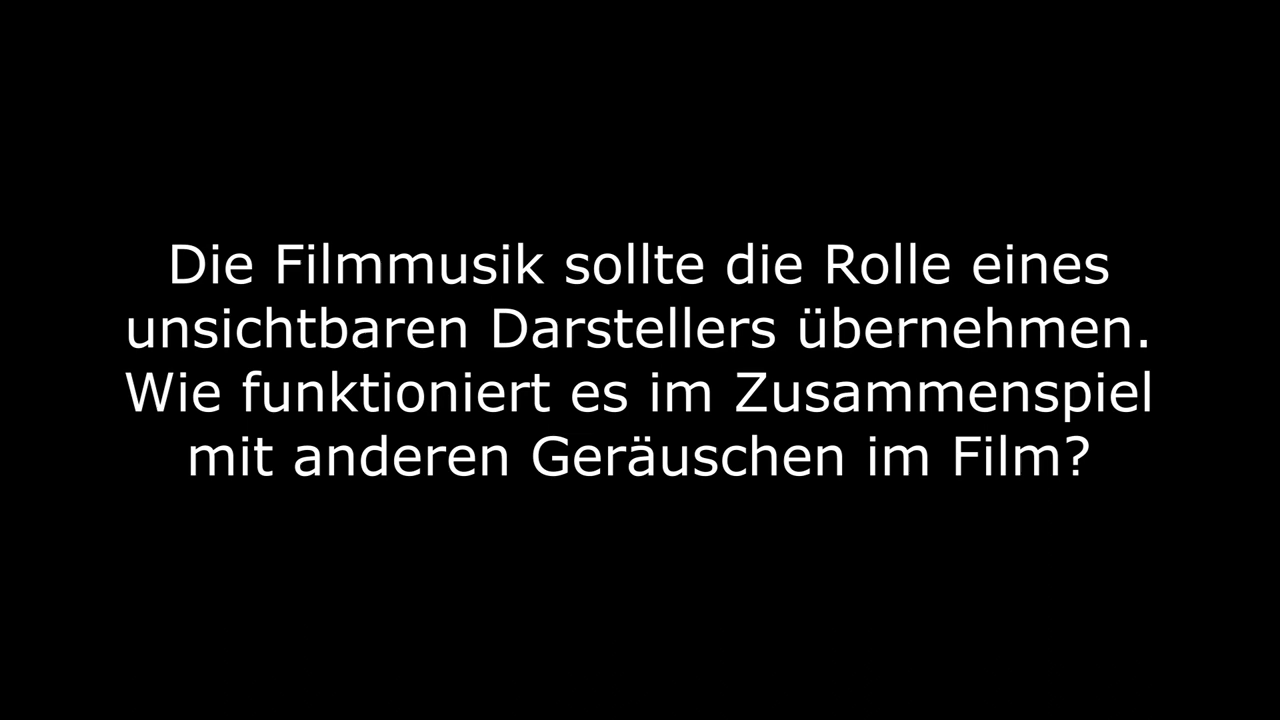 Die Filmmusik sollte die Rolle eines
unsichtbaren Darstellers übernehmen.
Wie funktioniert es im Zusammenspiel
mit anderen Geräuschen im Film?